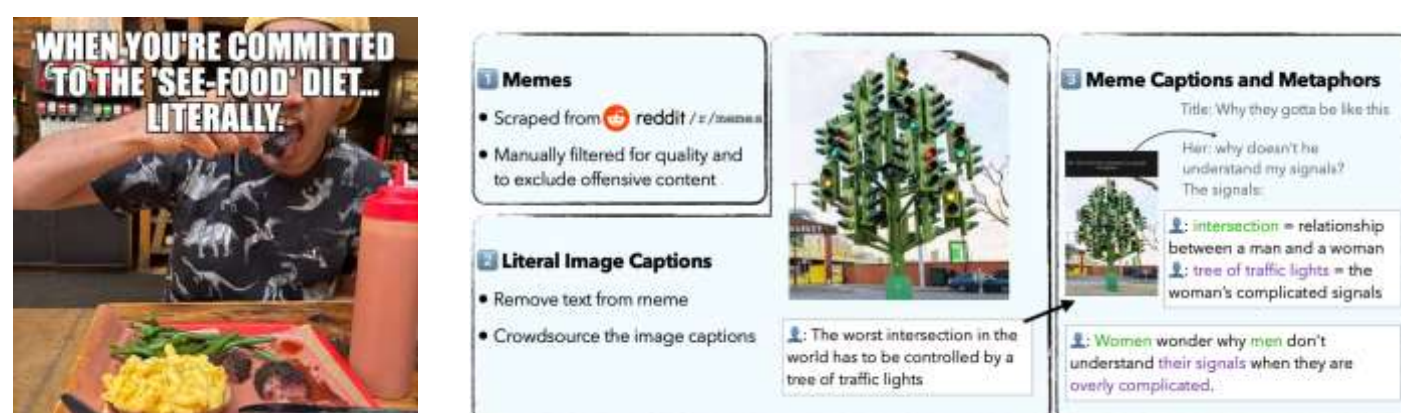 WHEN YOU'RE COMMITTED
TO THE 'SEE-FOOD' DIET...
LITERALLY.
1 Memes
• Scraped from reddit/r/memes
• Manually filtered for quality and
to exclude offensive content
2 Literal Image Captions
• Remove text from meme
• Crowdsource the image captions
: The worst intersection in the
world has to be controlled by a
tree of traffic lights
3 Meme Captions and Metaphors
Title: Why they gotta be like this
Her: why doesn't he
understand my signals?
The signals:
: intersection = relationship
between a man and a woman
: tree of traffic lights = the
woman's complicated signals
: Women wonder why men don't
understand their signals when they are
overly complicated.